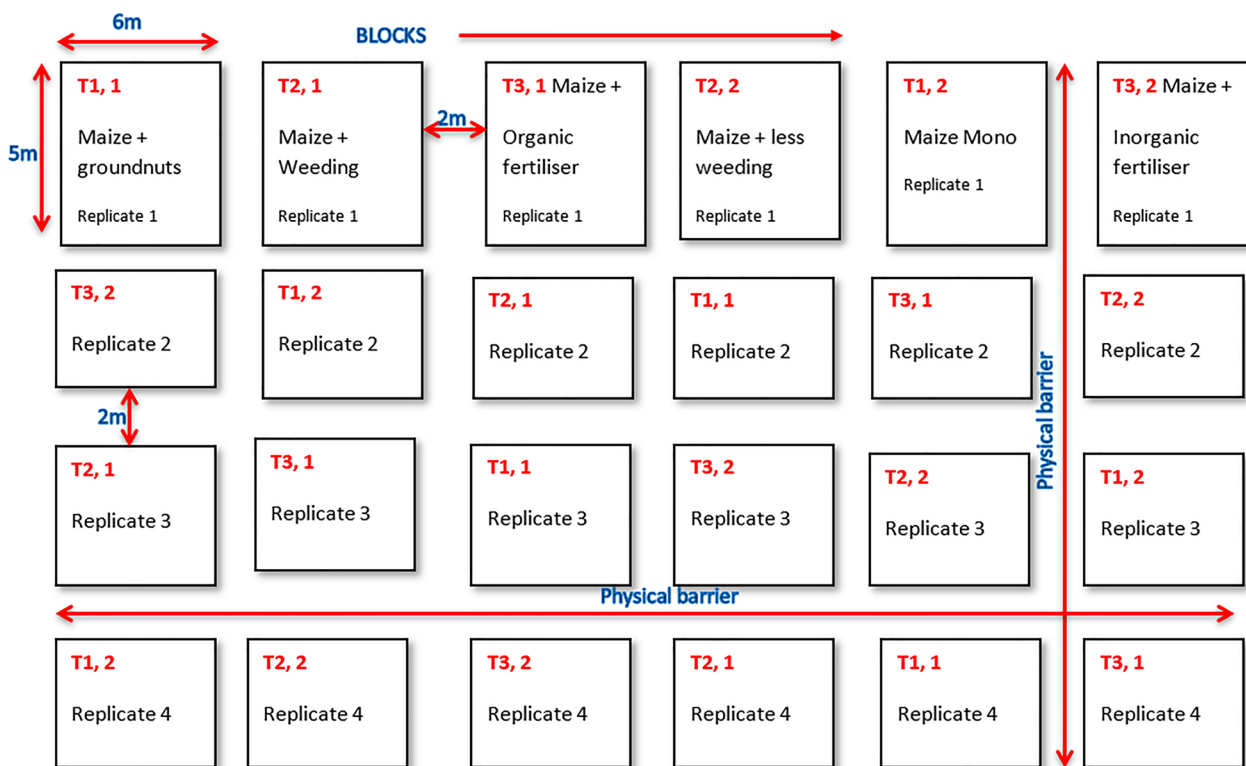 6m
BLOCKS
T1, 1
Maize +
groundnuts
Replicate 1
T2, 1
Maize +
Weeding
Replicate 1
2m
T3, 1 Maize +
Organic
fertiliser
Replicate 1
T2, 2
Maize + less
weeding
Replicate 1
T1, 2
Maize Mono
Replicate 1
T3, 2 Maize +
Inorganic
fertiliser
Replicate 1
5m
T3, 2
Replicate 2
T1, 2
Replicate 2
T2, 1
Replicate 2
T1, 1
Replicate 2
T3, 1
Replicate 2
T2, 2
Replicate 2
2m
Physical barrier
T2, 1
Replicate 3
T3, 1
Replicate 3
T1, 1
Replicate 3
T3, 2
Replicate 3
T2, 2
Replicate 3
T1, 2
Replicate 3
Physical barrier
T1, 2
Replicate 4
T2, 2
Replicate 4
T3, 2
Replicate 4
T2, 1
Replicate 4
T1, 1
Replicate 4
T3, 1
Replicate 4